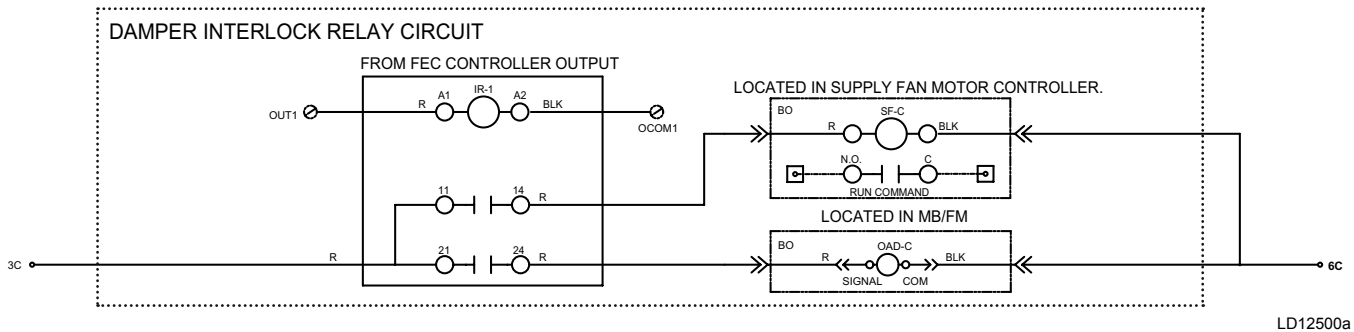 DAMPER INTERLOCK RELAY CIRCUIT
FROM FEC CONTROLLER OUTPUT
OUT1
R
A1
IR-1
A2
BLK
OCOM1
LOCATED IN SUPPLY FAN MOTOR CONTROLLER.
BO
R
SF-C
BLK
N.O.
C
RUN COMMAND
11
14
R
LOCATED IN MB/FM
BO
R
OAD-C
BLK
SIGNAL
COM
3C
R
21
24
R
6C
LD12500a